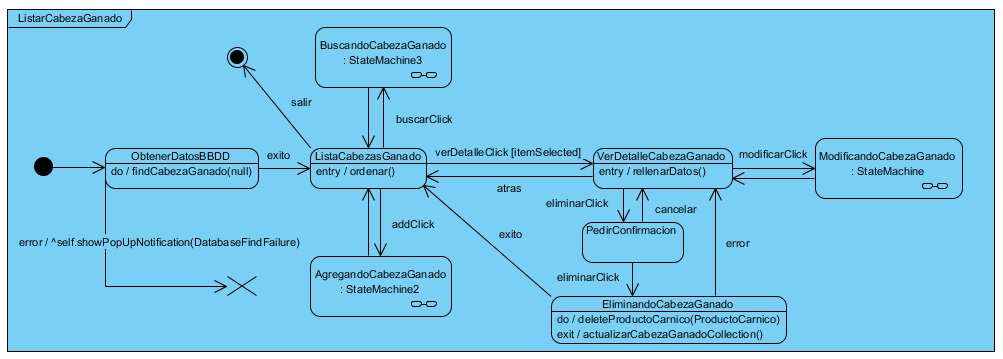 ListarCabezaGanado
BuscandoCabezaGanado
: StateMachine3
salir
buscarClick
ObtenerDatosBBDD
do / findCabezaGanado(null)
exito
ListaCabezasGanado
entry / ordenar()
verDetalleClick [itemSelected]
atras
VerDetalleCabezaGanado
entry / rellenarDatos()
modificarClick
ModificandoCabezaGanado
: StateMachine
eliminarClick
cancelar
addClick
exito
PedirConfirmacion
error
error / ^self.showPopUpNotification(DatabaseFindFailure)
AgregandoCabezaGanado
: StateMachine2
eliminarClick
EliminandoCabezaGanado
do / deleteProductoCarnico(ProductoCarnico)
exit / actualizarCabezaGanadoCollection()